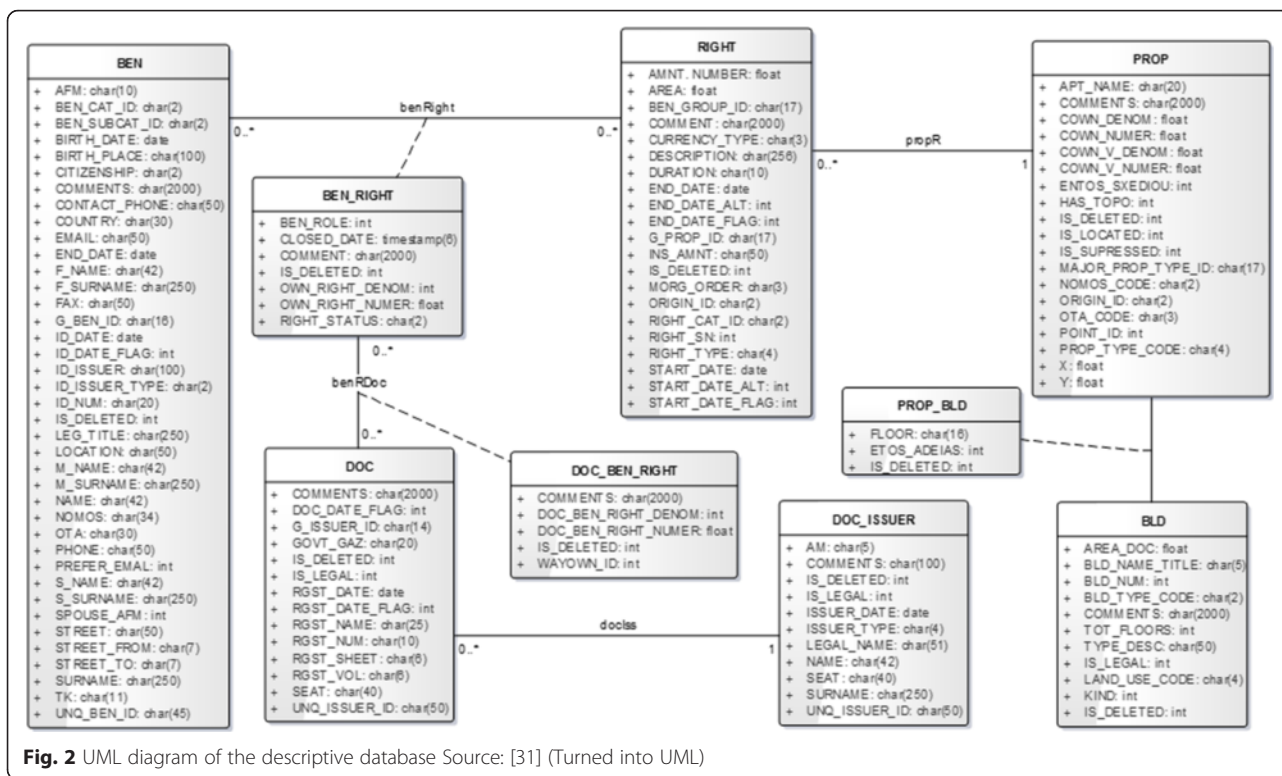 BEN
+ AFM: char(10)
+ BEN_CAT_ID: char(2)
+ BEN_SUBCAT_ID: char(2)
+ BIRTH_DATE: date
+ BIRTH_PLACE: char(100)
+ CITIZENSHIP: char(2)
+ COMMENTS: char(2000)
+ CONTACT_PHONE: char(50)
+ COUNTRY: char(30)
+ EMAIL: char(50)
+ END_DATE: date
+ F_NAME: char(42)
+ F_SURNAME: char(250)
+ FAX: char(50)
+ G_BEN_ID: char(16)
+ ID_DATE: date
+ ID_DATE_FLAG: int
+ ID_ISSUER: char(100)
+ ID_ISSUER_TYPE: char(2)
+ ID_NUM: char(20)
+ IS_DELETED: int
+ LEG_TITLE: char(250)
+ LOCATION: char(50)
+ M_NAME: char(42)
+ M_SURNAME: char(250)
+ NAME: char(42)
+ NOMOS: char(34)
+ OTA: char(30)
+ PHONE: char(50)
+ PREFER_EMAL: int
+ S_NAME: char(42)
+ S_SURNAME: char(250)
+ SPOUSE_AFM: int
+ STREET: char(50)
+ STREET_FROM: char(7)
+ STREET_TO: char(7)
+ SURNAME: char(250)
+ TK: char(11)
+ UNQ_BEN_ID: char(45)
benRight
0..*
0..*
BEN_RIGHT
+ BEN_ROLE: int
+ CLOSED_DATE: timestamp(6)
+ COMMENT: char(2000)
+ IS_DELETED: int
+ OWN_RIGHT_DENOM: int
+ OWN_RIGHT_NUMER: float
+ RIGHT_STATUS: char(2)
0..*
benRDoc
0..*
DOC
+ COMMENTS: char(2000)
+ DOC_DATE_FLAG: int
+ G_ISSUER_ID: char(14)
+ GOVT_GAZ: char(20)
+ IS_DELETED: int
+ IS_LEGAL: int
+ RGST_DATE: date
+ RGST_DATE_FLAG: int
+ RGST_NAME: char(25)
+ RGST_NUM: char(10)
+ RGST_SHEET: char(6)
+ RGST_VOL: char(6)
+ SEAT: char(40)
+ UNQ_ISSUER_ID: char(50)
RIGHT
+ AMNT. NUMBER: float
+ AREA: float
+ BEN_GROUP_ID: char(17)
+ COMMENT: char(2000)
+ CURRENCY_TYPE: char(3)
+ DESCRIPTION: char(256)
+ DURATION: char(10)
+ END_DATE: date
+ END_DATE_ALT: int
+ END_DATE_FLAG: int
+ G_PROP_ID: char(17)
+ INS_AMNT: char(50)
+ IS_DELETED: int
+ MORG_ORDER: char(3)
+ ORIGIN_ID: char(2)
+ RIGHT_CAT_ID: char(2)
+ RIGHT_SN: int
+ RIGHT_TYPE: char(4)
+ START_DATE: date
+ START_DATE_ALT: int
+ START_DATE_FLAG: int
propR
0..*
1
DOC_BEN_RIGHT
+ COMMENTS: char(2000)
+ DOC_BEN_RIGHT_DENOM: int
+ DOC_BEN_RIGHT_NUMER: float
+ IS_DELETED: int
+ WAYOWN_ID: int
docIss
0..*
1
DOC_ISSUER
+ AM: char(5)
+ COMMENTS: char(100)
+ IS_DELETED: int
+ IS_LEGAL: int
+ ISSUER_DATE: date
+ ISSUER_TYPE: char(4)
+ LEGAL_NAME: char(51)
+ NAME: char(42)
+ SEAT: char(40)
+ SURNAME: char(250)
+ UNQ_ISSUER_ID: char(50)
PROP
+ APT_NAME: char(20)
+ COMMENTS: char(2000)
+ COWN_DENOM: float
+ COWN_NUMER: float
+ COWN_V_DENOM: float
+ COWN_V_NUMER: float
+ ENTOS_SXEDIOU: int
+ HAS_TOPO: int
+ IS_DELETED: int
+ IS_LOCATED: int
+ IS_SUPRESSED: int
+ MAJOR_PROP_TYPE_ID: char(17)
+ NOMOS_CODE: char(2)
+ ORIGIN_ID: char(2)
+ OTA_CODE: char(3)
+ POINT_ID: int
+ PROP_TYPE_CODE: char(4)
+ X: float
+ Y: float
PROP_BLD
+ FLOOR: char(16)
+ ETOS_ADEIAS: int
+ IS_DELETED: int
BLD
+ AREA_DOC: float
+ BLD_NAME_TITLE: char(5)
+ BLD_NUM: int
+ BLD_TYPE_CODE: char(2)
+ COMMENTS: char(2000)
+ TOT_FLOORS: int
+ TYPE_DESC: char(50)
+ IS_LEGAL: int
+ LAND_USE_CODE: char(4)
+ KIND: int
+ IS_DELETED: int
Fig. 2 UML diagram of the descriptive database Source: [31] (Turned into UML)